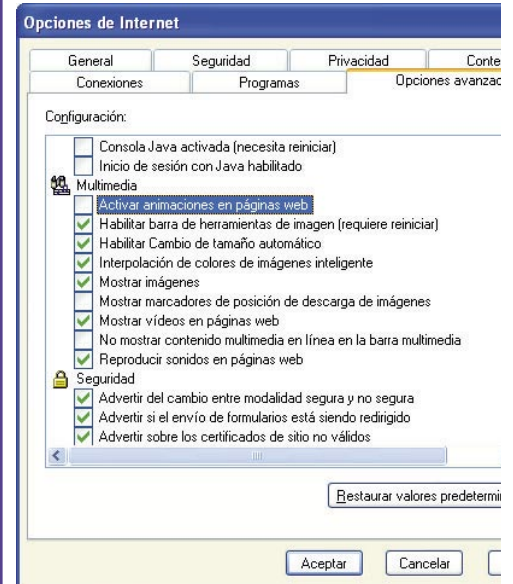 Opciones de Internet
General Seguridad Privacidad Conte
Conexiones Programas Opciones avanzad
Configuración:
Consola Java activada (necesita reiniciar)
Inicio de sesión con Java habilitado
Multimedia
Activar animaciones en páginas web
Habilitar barra de herramientas de imagen (requiere reiniciar)
Habilitar Cambio de tamaño automático
Interpolación de colores de imágenes inteligente
Mostrar imágenes
Mostrar marcadores de posición de descarga de imágenes
Mostrar vídeos en páginas web
No mostrar contenido multimedia en línea en la barra multimedia
Reproducir sonidos en páginas web
Seguridad
Advertir del cambio entre modalidad segura y no segura
Advertir si el envío de formularios está siendo redirigido
Advertir sobre los certificados de sitio no válidos
Restaurar valores predetermi
Aceptar Cancelar